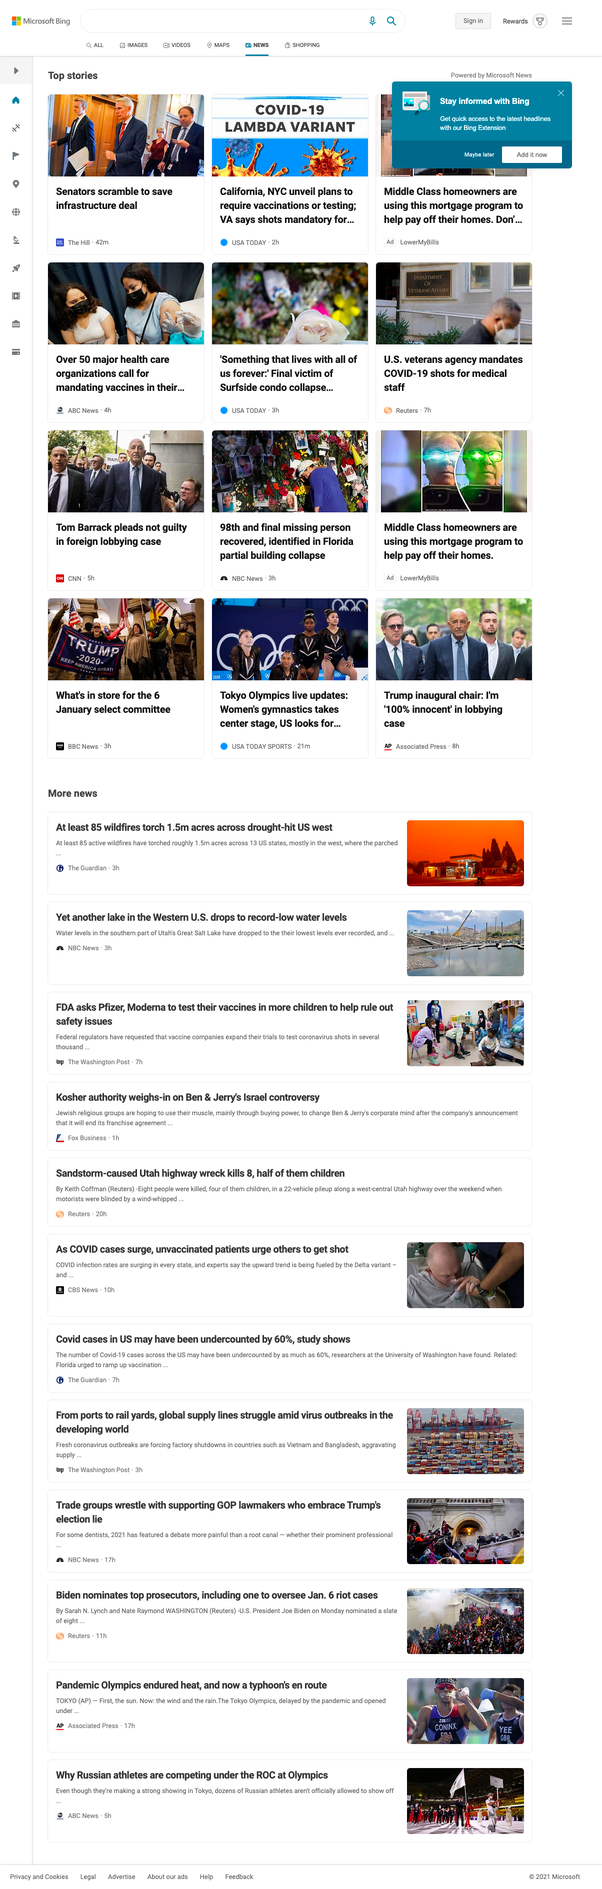 Microsoft Bing
Sign in
Rewards
ALL
IMAGES
VIDEOS
MAPS
NEWS
SHOPPING
Top stories
Powered by Microsoft News
Stay informed with Bing
Get quick access to the latest headlines
with our Bing Extension
Maybe later
Add it now
COVID-19
LAMBDA VARIANT
Senators scramble to save
infrastructure deal
The Hill · 42m
California, NYC unveil plans to
require vaccinations or testing;
VA says shots mandatory for...
USA TODAY · 2h
Middle Class homeowners are
using this mortgage program to
help pay off their homes. Don'...
Ad LowerMyBills
Over 50 major health care
organizations call for
mandating vaccines in their...
ABC News · 4h
'Something that lives with all of
us forever:' Final victim of
Surfside condo collapse...
USA TODAY · 3h
DEPARTMENT
OF
VETERANS AFFAIRS
U.S. veterans agency mandates
COVID-19 shots for medical
staff
Reuters · 7h
Tom Barrack pleads not guilty
in foreign lobbying case
CNN · 5h
98th and final missing person
recovered, identified in Florida
partial building collapse
NBC News · 3h
Middle Class homeowners are
using this mortgage program to
help pay off their homes.
Ad LowerMyBills
TRUMP
2020
KEEP AMERICA GREAT!
What's in store for the 6
January select committee
BBC News · 3h
Tokyo Olympics live updates:
Women's gymnastics takes
center stage, US looks for...
USA TODAY SPORTS · 21m
Trump inaugural chair: I'm
'100% innocent' in lobbying
case
AP Associated Press · 8h
More news
At least 85 wildfires torch 1.5m acres across drought-hit US west
At least 85 active wildfires have torched roughly 1.5m acres across 13 US states, mostly in the west, where the parched
...
The Guardian · 3h
Yet another lake in the Western U.S. drops to record-low water levels
Water levels in the southern part of Utah's Great Salt Lake have dropped to the their lowest levels ever recorded, and ...
NBC News · 3h
FDA asks Pfizer, Moderna to test their vaccines in more children to help rule out
safety issues
Federal regulators have requested that vaccine companies expand their trials to test coronavirus shots in several
thousand ...
wp The Washington Post · 7h
Kosher authority weighs-in on Ben & Jerry's Israel controversy
Jewish religious groups are hoping to use their muscle, mainly through buying power, to change Ben & Jerry's corporate mind after the company's announcement
that it will end its franchise agreement ...
Fox Business · 1h
Sandstorm-caused Utah highway wreck kills 8, half of them children
By Keith Coffman (Reuters) -Eight people were killed, four of them children, in a 22-vehicle pileup along a west-central Utah highway over the weekend when
motorists were blinded by a wind-whipped ...
Reuters · 20h
As COVID cases surge, unvaccinated patients urge others to get shot
COVID infection rates are surging in every state, and experts say the upward trend is being fueled by the Delta variant –
and ...
CBS News · 10h
Covid cases in US may have been undercounted by 60%, study shows
The number of Covid-19 cases across the US may have been undercounted by as much as 60%, researchers at the University of Washington have found. Related:
Florida urged to ramp up vaccination ...
The Guardian · 7h
From ports to rail yards, global supply lines struggle amid virus outbreaks in the
developing world
Fresh coronavirus outbreaks are forcing factory shutdowns in countries such as Vietnam and Bangladesh, aggravating
supply ...
wp The Washington Post · 3h
Trade groups wrestle with supporting GOP lawmakers who embrace Trump's
election lie
For some dentists, 2021 has featured a debate more painful than a root canal — whether their prominent professional
...
NBC News · 17h
Biden nominates top prosecutors, including one to oversee Jan. 6 riot cases
By Sarah N. Lynch and Nate Raymond WASHINGTON (Reuters) -U.S. President Joe Biden on Monday nominated a slate
of eight ...
Reuters · 11h
Pandemic Olympics endured heat, and now a typhoon's en route
TOKYO (AP) — First, the sun. Now: the wind and the rain.The Tokyo Olympics, delayed by the pandemic and opened
under ...
AP Associated Press · 17h
CONINX
YEE
GBR
Why Russian athletes are competing under the ROC at Olympics
Even though they're making a strong showing in Tokyo, dozens of Russian athletes aren't officially allowed to show off
...
ABC News · 5h
Privacy and Cookies
Legal
Advertise
About our ads
Help
Feedback
© 2021 Microsoft